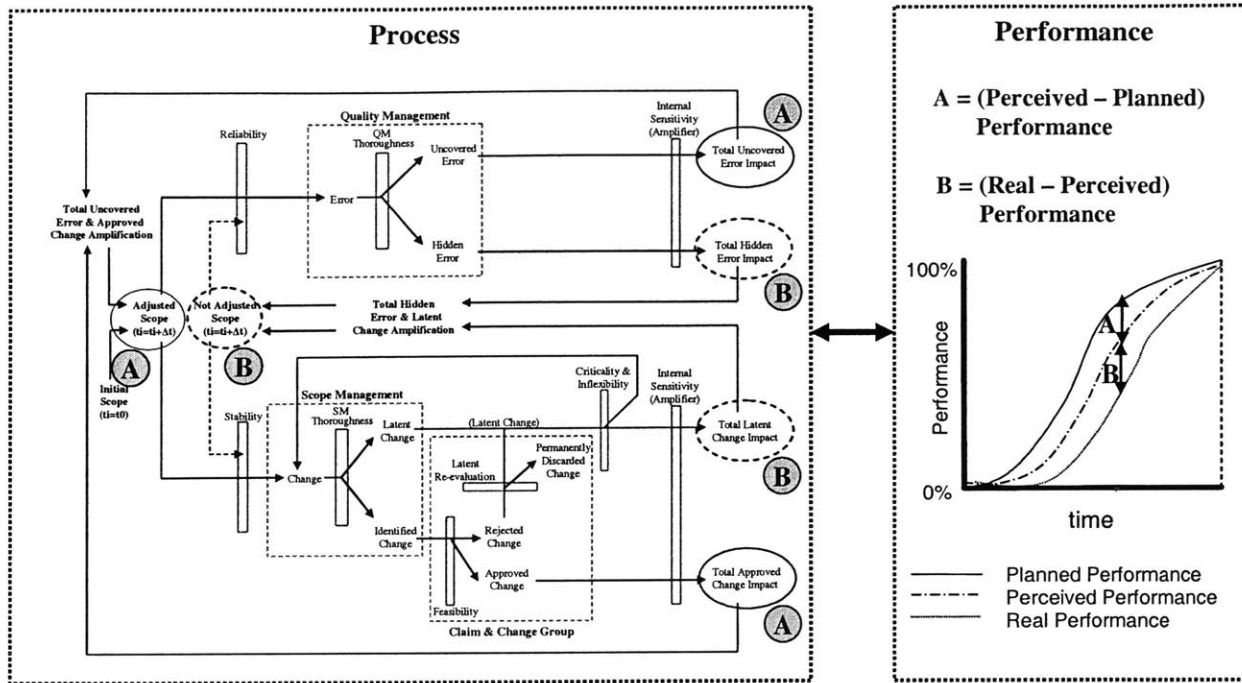 Process
A
Quality Management
Internal
Sensitivity
(Amplifier)
Reliability
QM
Thoroughness
Uncovered
Error
Total Uncovered
Error Impact
Error
Total Uncovered
Error & Approved
Change Amplification
Hidden
Error
Total Hidden
Error Impact
B
Adjusted
Scope
(ti=ti+Δt)
Not Adjusted
Scope
(ti=ti+Δt)
Total Hidden
Error & Latent
Change Amplification
A
B
Initial
Scope
(ti=t0)
Criticality &
Inflexibility
Internal
Sensitivity
(Amplifier)
Scope Management
Stability
SM
Thoroughness
Latent
Change
(Latent Change)
Total Latent
Change Impact
Change
Latent
Re-evaluation
Permanently
Discarded
Change
B
Identified
Change
Rejected
Change
Approved
Change
Total Approved
Change Impact
Feasibility
Claim & Change Group
A
Performance
A = (Perceived – Planned)
Performance
B = (Real – Perceived)
Performance
100%
A
B
Performance
0%
time
Planned Performance
Perceived Performance
Real Performance